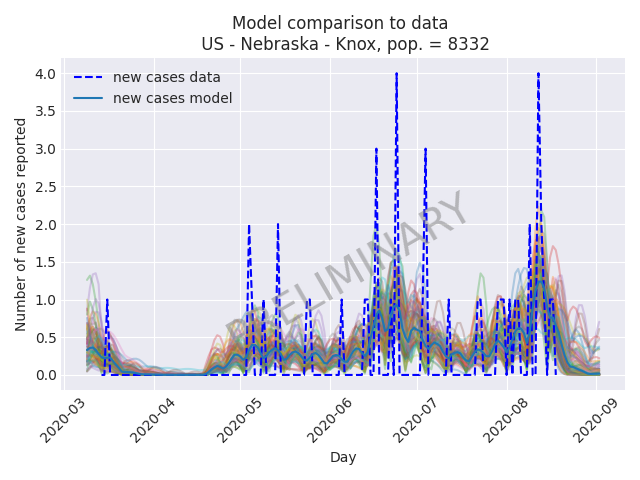 Model comparison to data
US - Nebraska - Knox, pop. = 8332
new cases data
new cases model
4.0
3.5
3.0
2.5
2.0
1.5
1.0
0.5
0.0
Number of new cases reported
PRELIMINARY
2020-03
2020-04
2020-05
2020-06
2020-07
2020-08
2020-09
Day